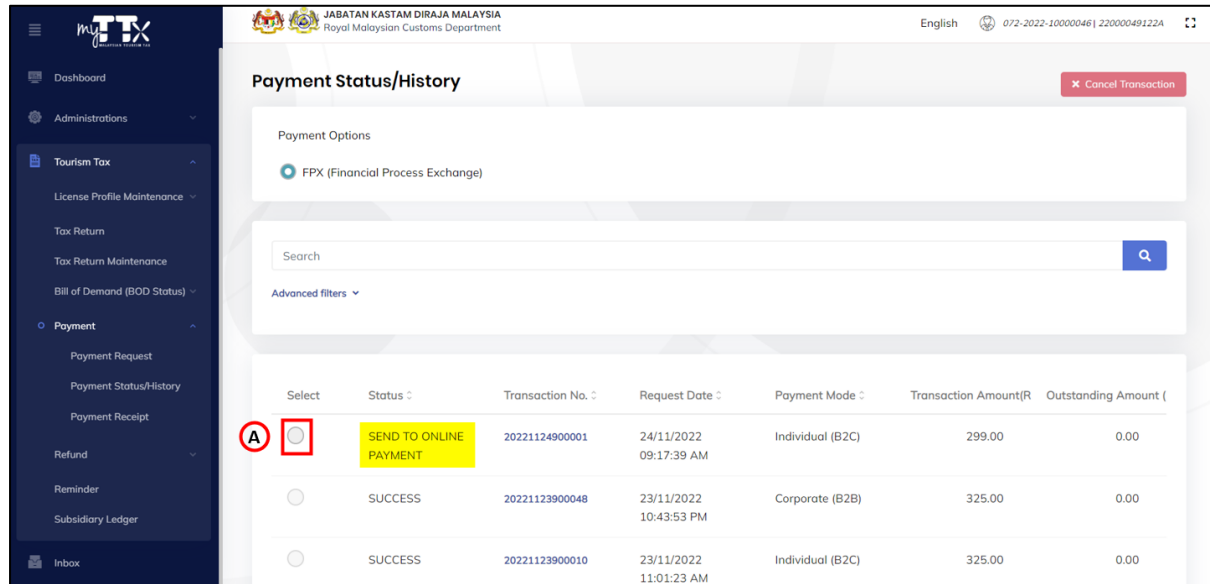 myTTX
MALAYSIAN TOURISM TAX
JABATAN KASTAM DIRAJA MALAYSIA
Royal Malaysian Customs Department
English
072-2022-10000046| 22000049122A
Dashboard
Administrations
Tourism Tax
License Profile Maintenance
Tax Return
Tax Return Maintenance
Bill of Demand (BOD Status)
Payment
Payment Request
Payment Status/History
Payment Receipt
Refund
Reminder
Subsidiary Ledger
Inbox
Payment Status/History
Cancel Transaction
Payment Options
FPX (Financial Process Exchange)
Search
Advanced filters
Select Status Transaction No. Request Date Payment Mode Transaction Amount(R Outstanding Amount (
A
SEND TO ONLINE 20221124900001 24/11/2022 Individual (B2C) 299.00 0.00
PAYMENT 09:17:39 AM
SUCCESS 20221123900048 23/11/2022 Corporate (B2B) 325.00 0.00
10:43:53 PM
SUCCESS 20221123900010 23/11/2022 Individual (B2C) 325.00 0.00
11:01:23 AM